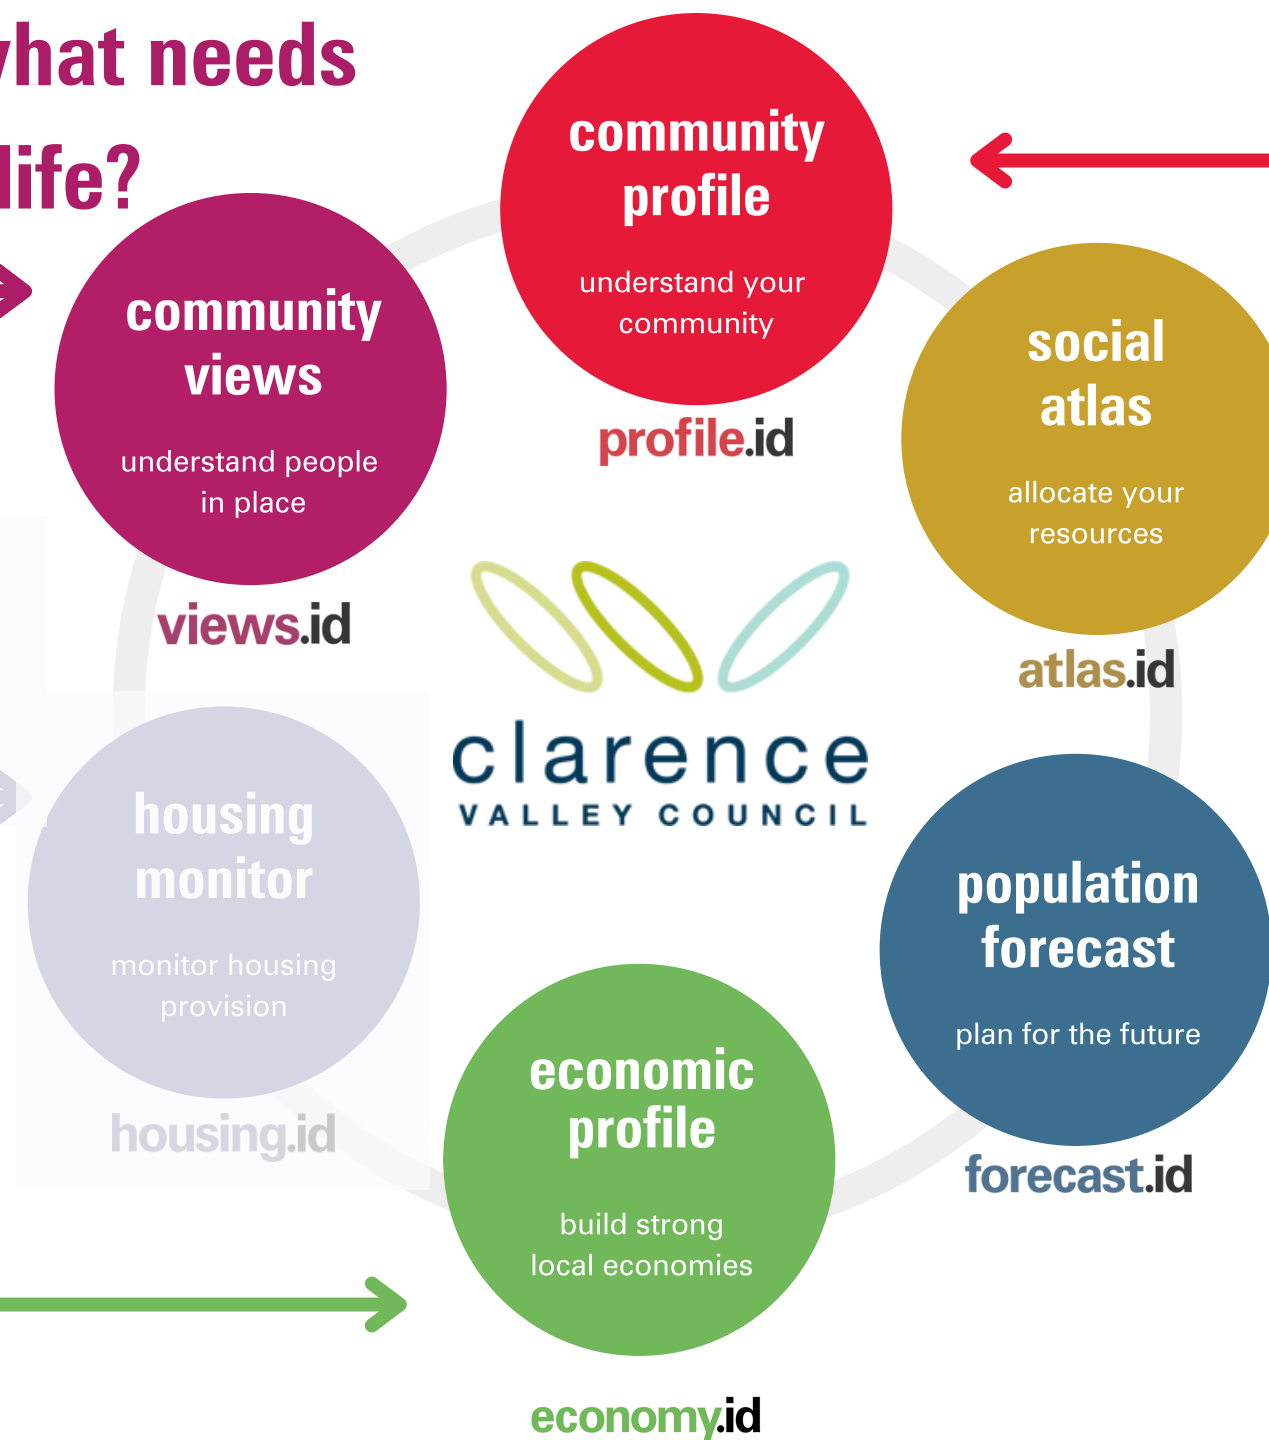 what needs
life?
community
profile
understand your
community
profile.id
community
views
understand people
in place
views.id
social
atlas
allocate your
resources
atlas.id
clarence
VALLEY COUNCIL
housing
monitor
monitor housing
provision
housing.id
population
forecast
plan for the future
forecast.id
economic
profile
build strong
local economies
economy.id